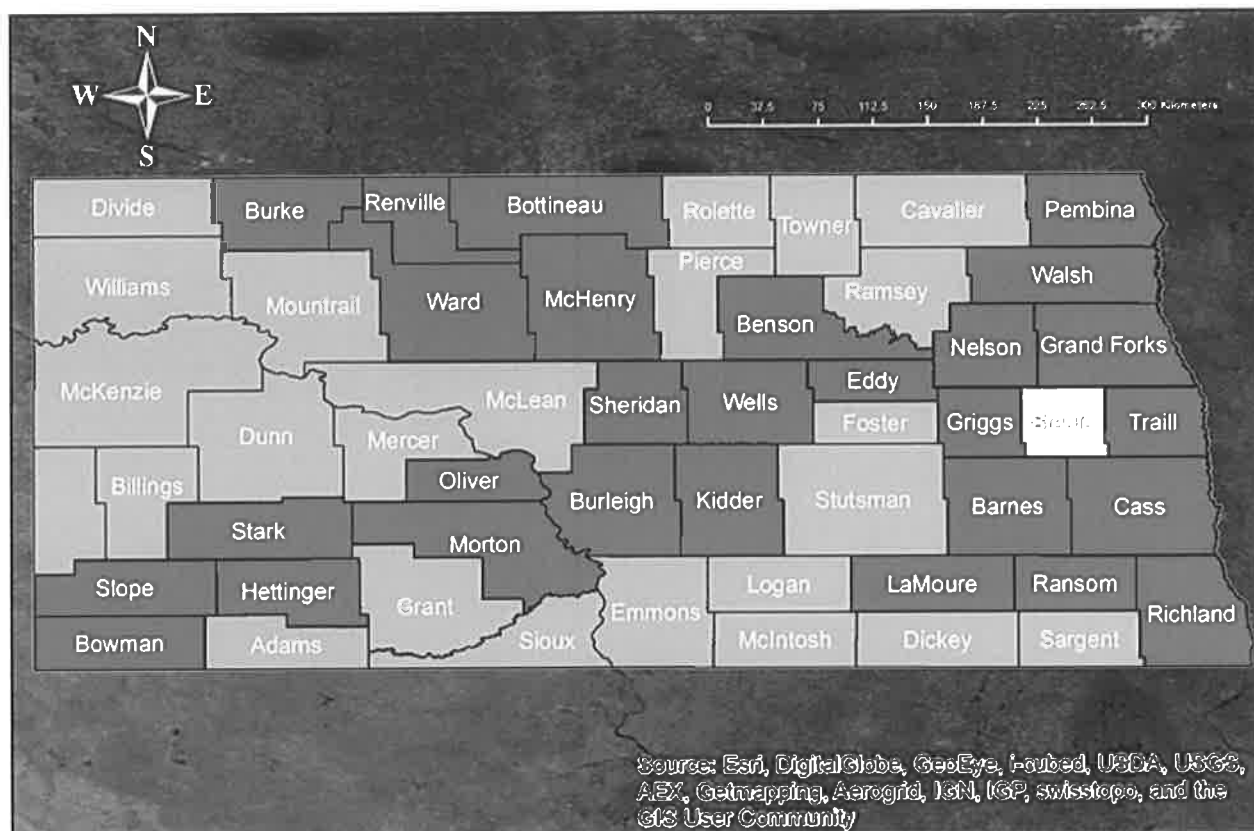 N
W E
S
0 37.5 75 112.5 150 187.5 225 262.5 300 Kilometers
Divide Burke Renville Bottineau Rolette Towner Cavalier Pembina
Williams Mountrail Ward McHenry Pierce Benson Ramsey Walsh
Nelson Grand Forks
McKenzie Dunn Mercer McLean Sheridan Wells Eddy
Foster Griggs Traill
Billings Oliver Burleigh Kidder Stutsman Barnes Cass
Stark Morton
Slope Hettinger Grant Emmons Logan LaMoure Ransom Richland
Bowman Adams Sioux McIntosh Dickey Sargent
Source: Esri, DigitalGlobe, GeoEye, i-cubed, USDA, USGS,
AEX, Getmapping, Aerogrid, IGN, IGP, swisstopo, and the
GIS User Community